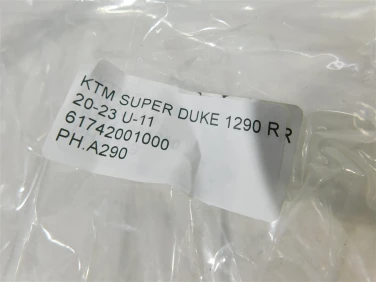 KTM SUPER DUKE 1290 R R
20-23 U-11
61742001000
PH.A290